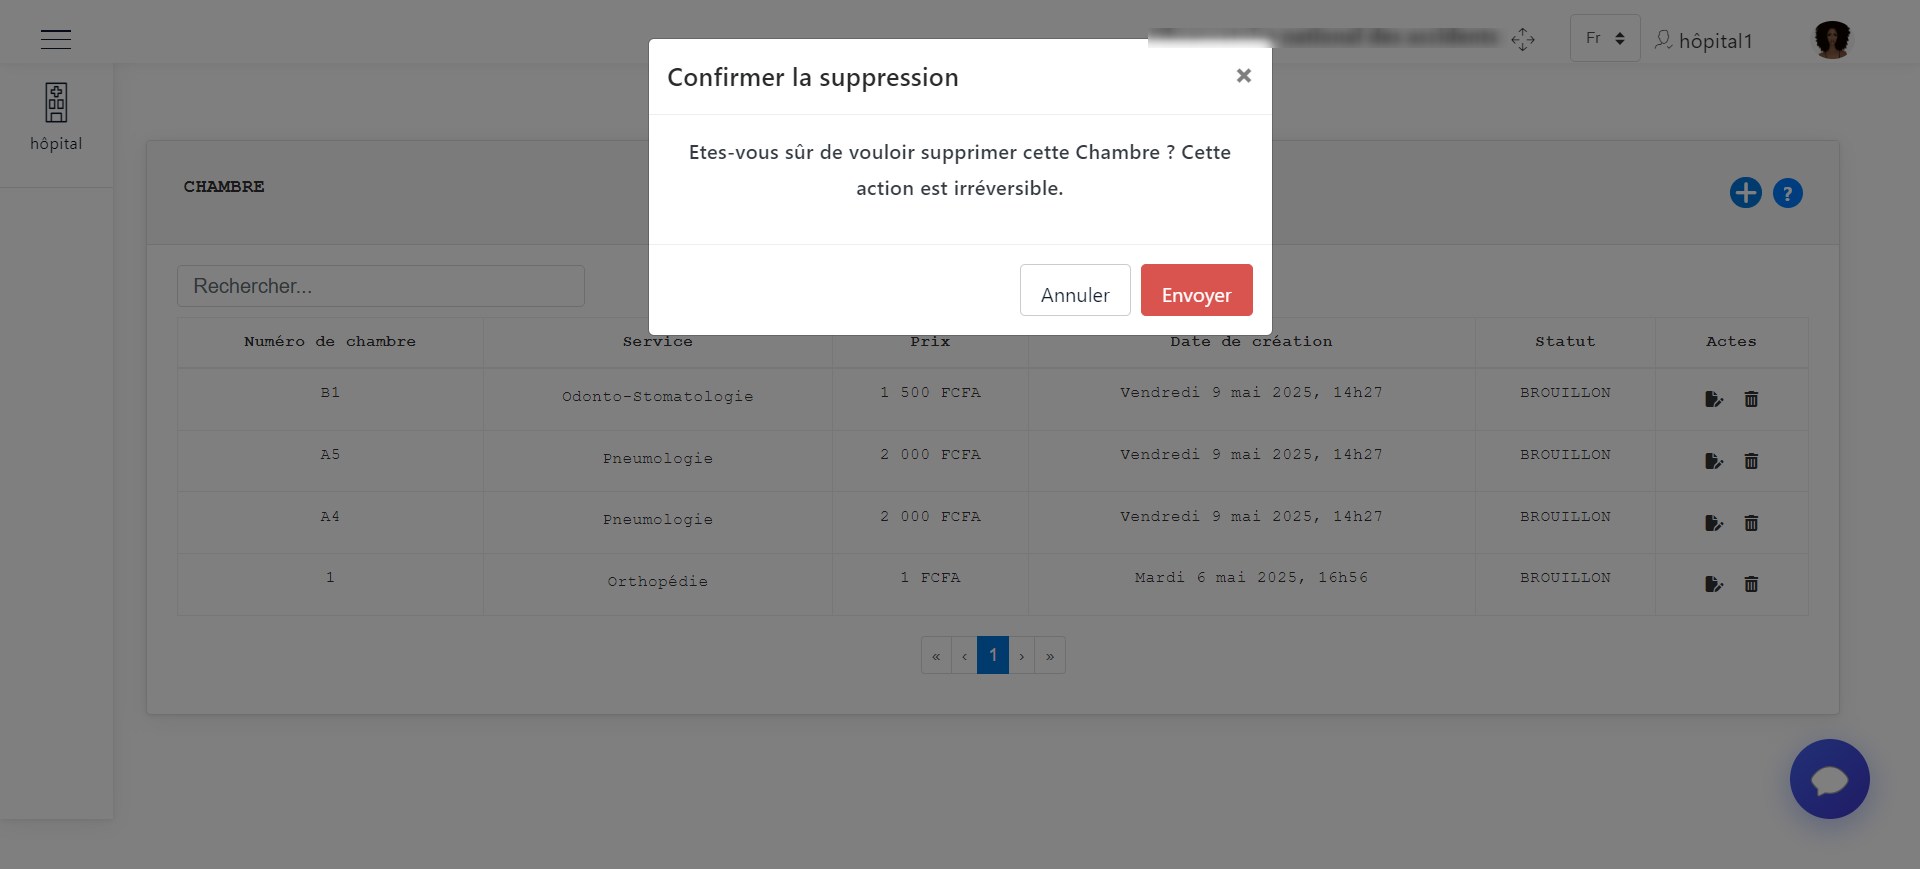 Fr
hôpital1
hôpital
Confirmer la suppression
×
Etes-vous sûr de vouloir supprimer cette Chambre ? Cette
action est irréversible.
Annuler
Envoyer
CHAMBRE
?
Rechercher...
Numéro de chambre Service Prix Date de création Statut Actes
B1 Odonto-Stomatologie 1 500 FCFA Vendredi 9 mai 2025, 14h27 BROUILLON
A5 Pneumologie 2 000 FCFA Vendredi 9 mai 2025, 14h27 BROUILLON
A4 Pneumologie 2 000 FCFA Vendredi 9 mai 2025, 14h27 BROUILLON
1 Orthopédie 1 FCFA Mardi 6 mai 2025, 16h56 BROUILLON
« ‹ 1 › »